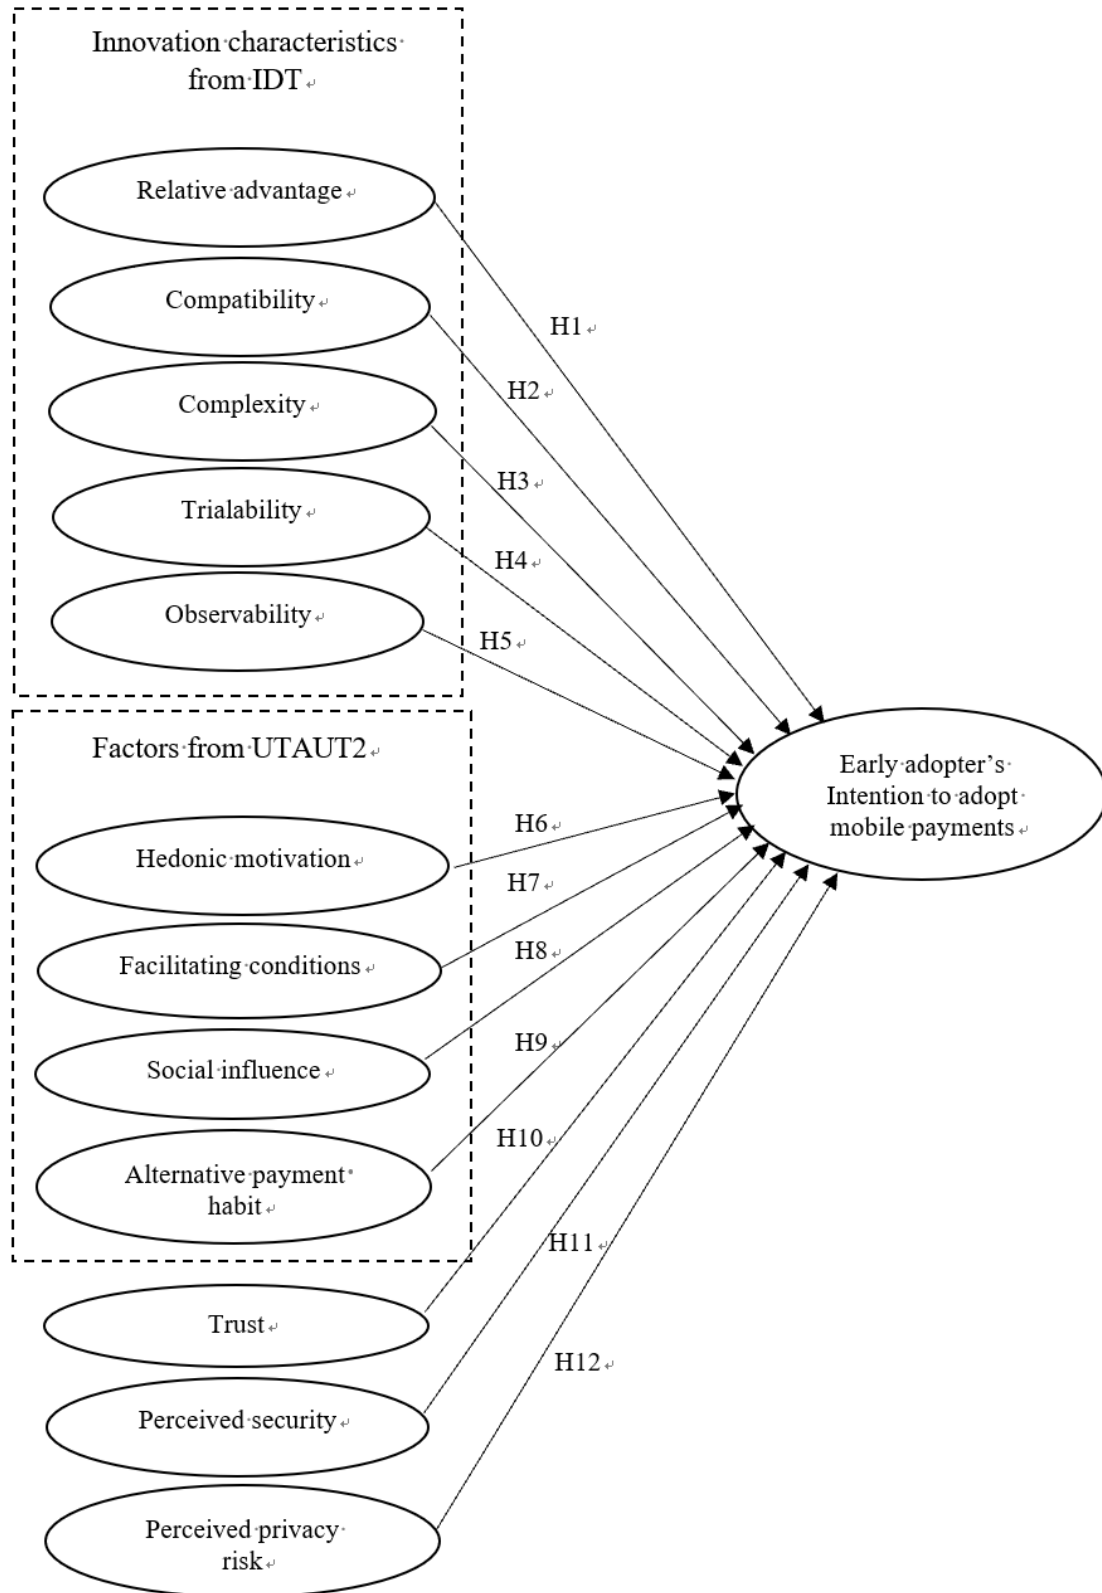 Innovation characteristics
from IDT
Relative advantage
Compatibility
Complexity
Trialability
Observability
H1
H2
H3
H4
H5
Factors from UTAUT2
Hedonic motivation
Facilitating conditions
Social influence
Alternative payment
habit
H6
H7
H8
H9
H10
H11
H12
Trust
Perceived security
Perceived privacy
risk
Early adopter’s
Intention to adopt
mobile payments